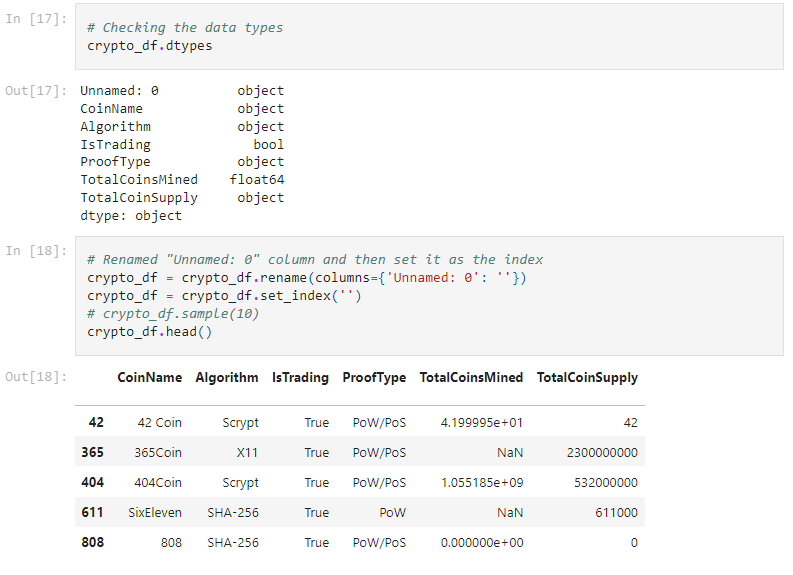 In [17]:
# Checking the data types
crypto_df.dtypes
Out[17]:
Unnamed: 0 object
CoinName object
Algorithm object
IsTrading bool
ProofType object
TotalCoinsMined float64
TotalCoinSupply object
dtype: object
In [18]:
# Renamed "Unnamed: 0" column and then set it as the index
crypto_df = crypto_df.rename(columns={'Unnamed: 0': ''})
crypto_df = crypto_df.set_index('')
# crypto_df.sample(10)
crypto_df.head()
Out[18]:
CoinName Algorithm IsTrading ProofType TotalCoinsMined TotalCoinSupply
42 42 Coin Scrypt True PoW/PoS 4.199995e+01 42
365 365Coin X11 True PoW/PoS NaN 2300000000
404 404Coin Scrypt True PoW/PoS 1.055185e+09 532000000
611 SixEleven SHA-256 True PoW NaN 611000
808 808 SHA-256 True PoW/PoS 0.000000e+00 0